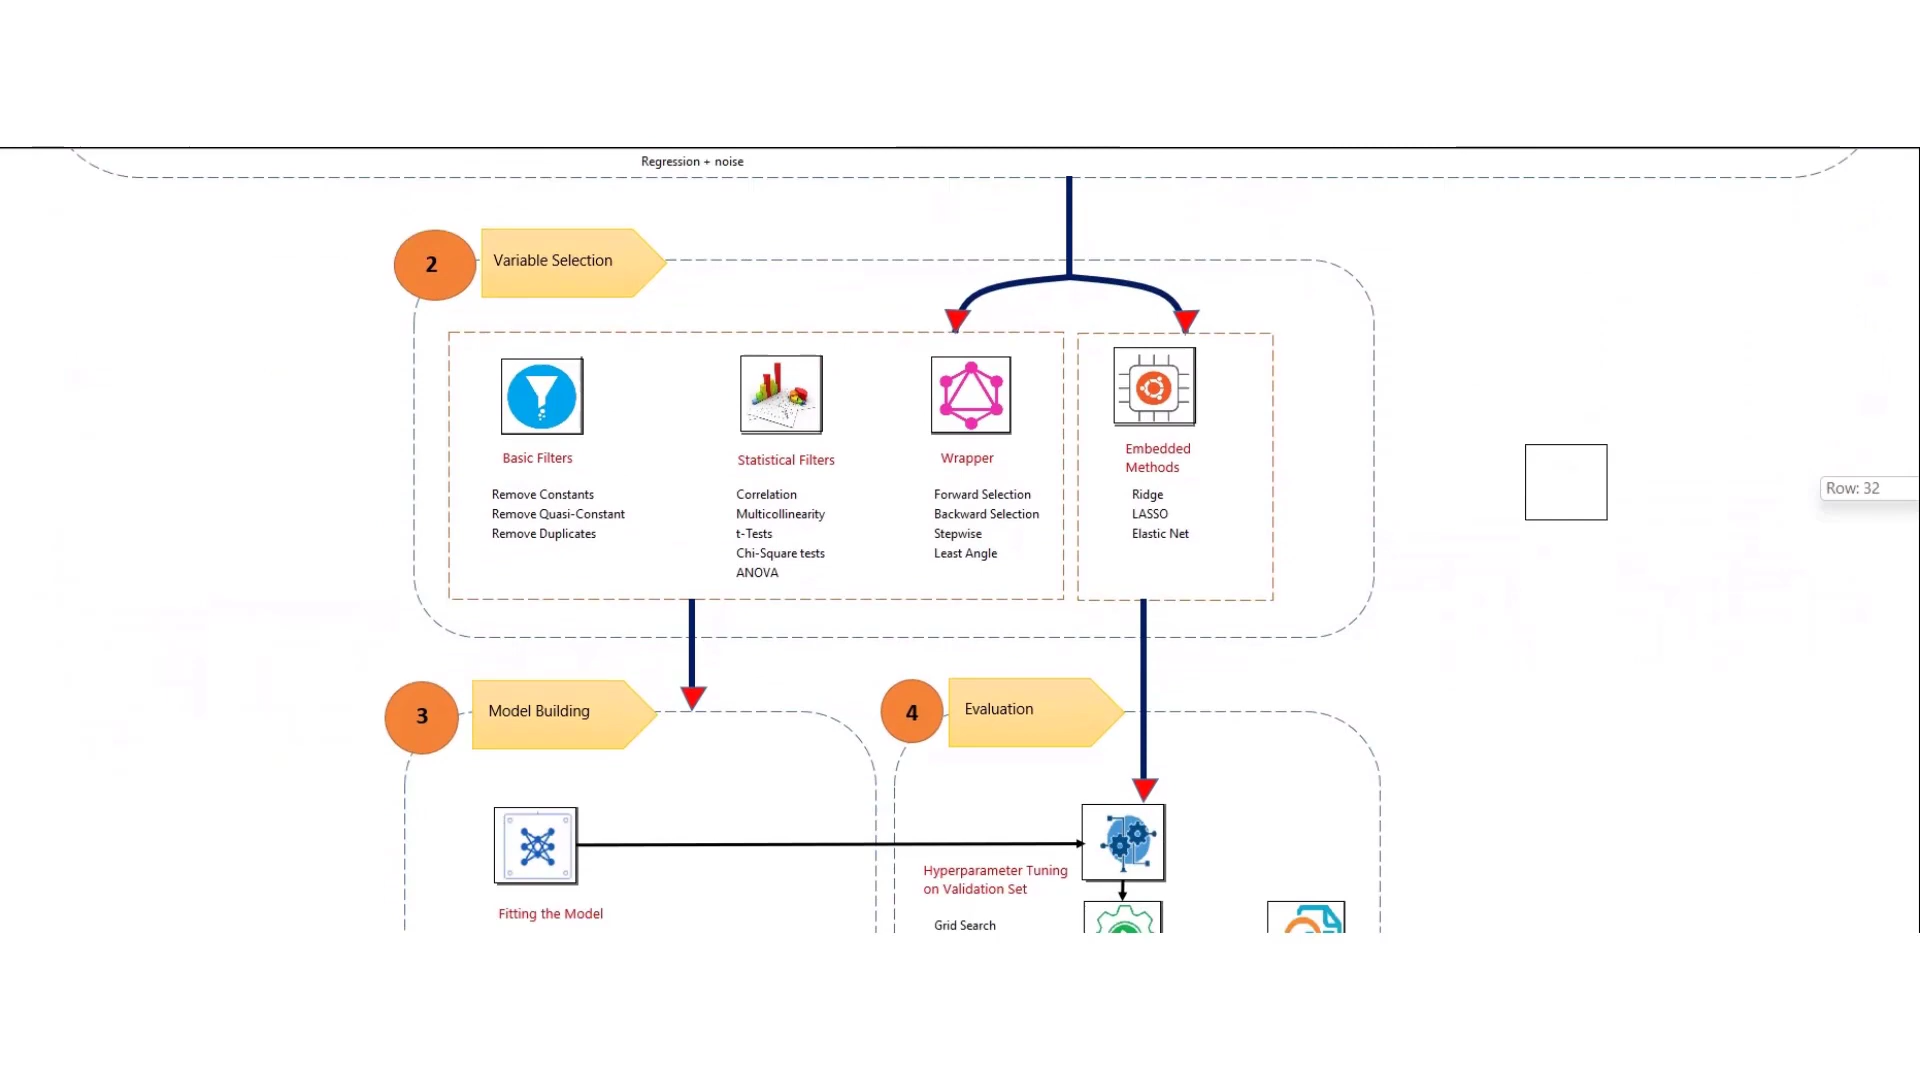 Regression + noise
2
Variable Selection
Basic Filters
Remove Constants
Remove Quasi-Constant
Remove Duplicates
Statistical Filters
Correlation
Multicollinearity
t-Tests
Chi-Square tests
ANOVA
Wrapper
Forward Selection
Backward Selection
Stepwise
Least Angle
Embedded
Methods
Ridge
LASSO
Elastic Net
Row: 32
3
Model Building
Fitting the Model
4
Evaluation
Hyperparameter Tuning
on Validation Set
Grid Search